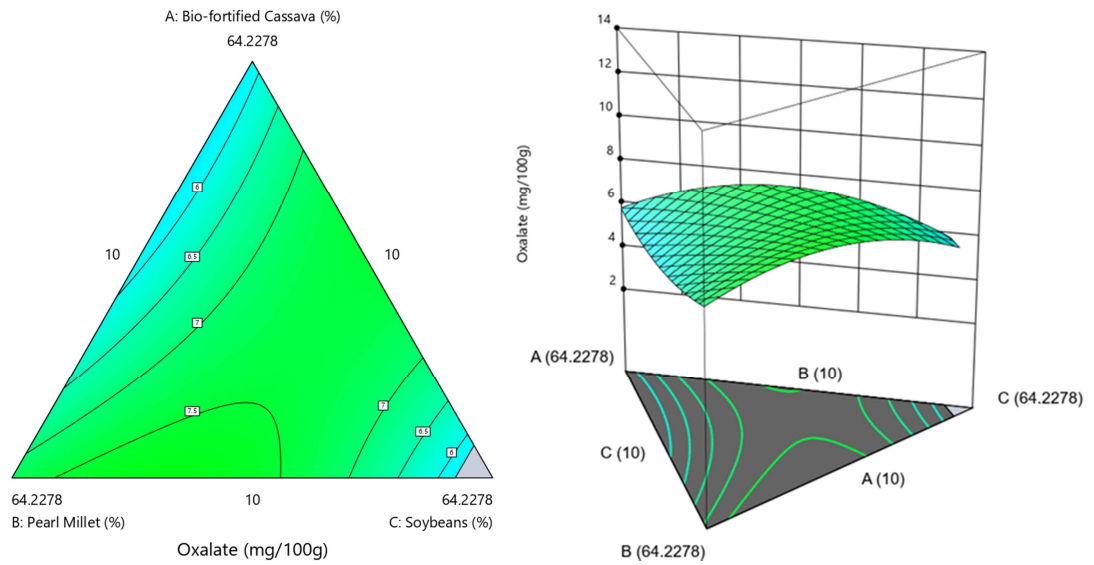 A: Bio-fortified Cassava (%)
64.2278
6
6.5
10
10
7
7.5
7
6.5
6
64.2278
10
64.2278
B: Pearl Millet (%)
C: Soybeans (%)
Oxalate (mg/100g)
14
12
10
8
6
4
2
Oxalate (mg/100g)
A (64.2278)
B (10)
C (64.2278)
C (10)
A (10)
B (64.2278)